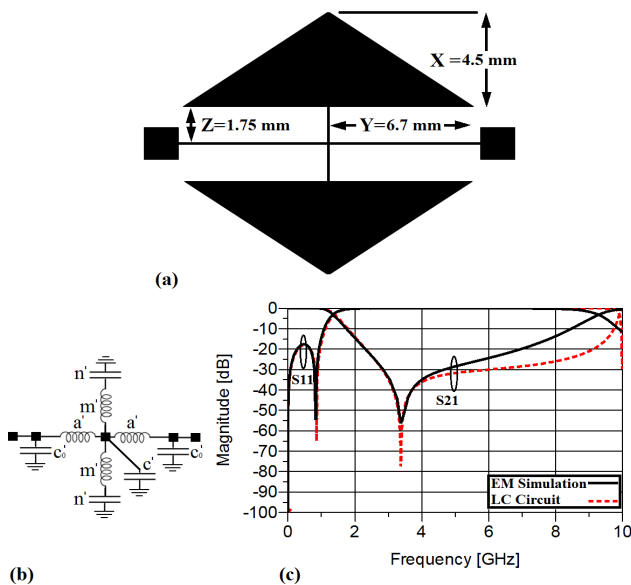 X =4.5 mm
Z=1.75 mm
Y=6.7 mm
(a)
n'
m'
a' a'
c₀' c' c₀'
m'
n'
(b)
0
-10
-20
-30
-40
-50
-60
-70
-80
-90
-100
Magnitude [dB]
S11
S21
EM Simulation
LC Circuit
0 2 4 6 8 10
Frequency [GHz]
(c)